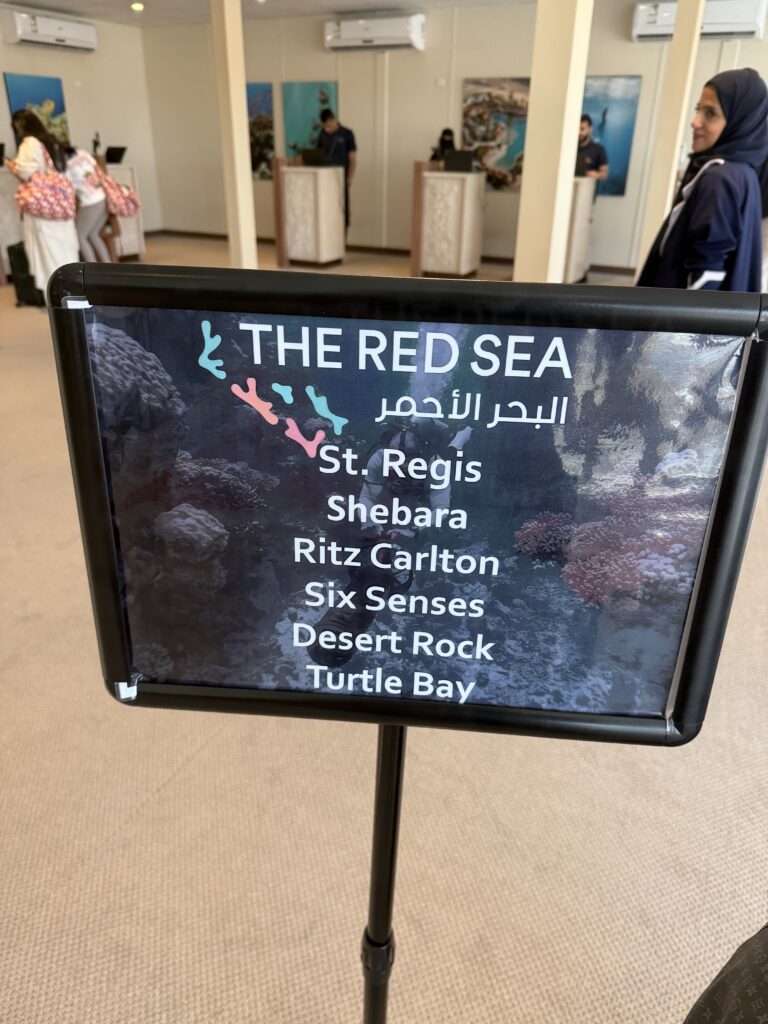 THE RED SEA
البحر الأحمر
St. Regis
Shebara
Ritz Carlton
Six Senses
Desert Rock
Turtle Bay